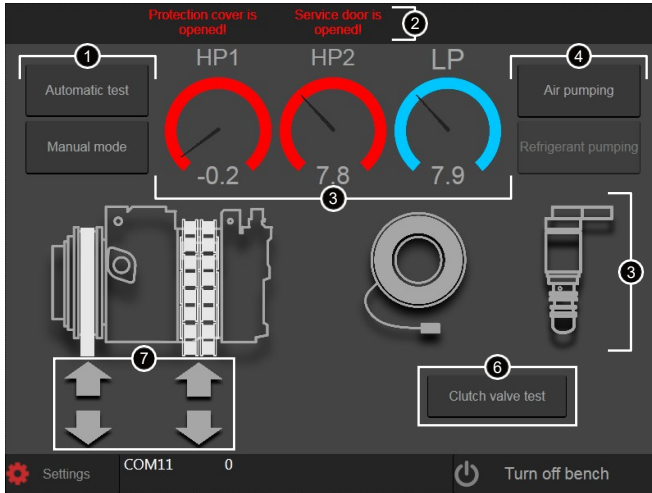 Protection cover is
opened!
Service door is
opened!
2
1
HP1
HP2
LP
4
Automatic test
Air pumping
Manual mode
Refrigerant pumping
-0.2
7.8
7.9
3
3
7
6
Clutch valve test
Settings
COM11 0
Turn off bench